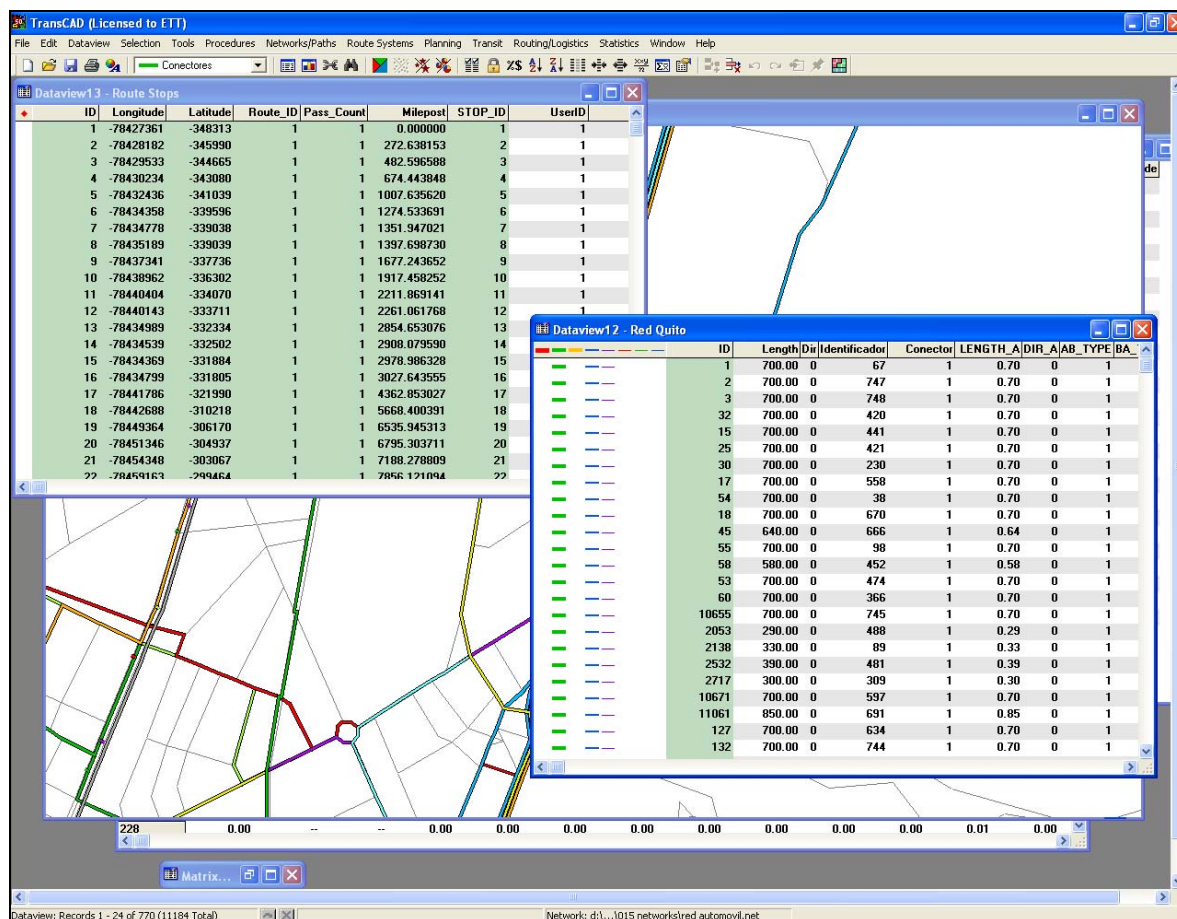 TransCAD (Licensed to ETT)
File Edit Dataview Selection Tools Procedures Networks/Paths Route Systems Planning Transit Routing/Logistics Statistics Window Help
Conectores
Dataview13 - Route Stops
ID Longitude Latitude Route_ID Pass_Count Milepost STOP_ID UserID
1 -78427361 -348313 1 1 0.000000 1 1
2 -78428182 -345990 1 1 272.638153 2 1
3 -78429533 -344665 1 1 482.596588 3 1
4 -78430234 -343080 1 1 674.443848 4 1
5 -78432436 -341039 1 1 1007.635620 5 1
6 -78434358 -339596 1 1 1274.533691 6 1
7 -78434778 -339038 1 1 1351.947021 7 1
8 -78435189 -339039 1 1 1397.698730 8 1
9 -78437341 -337736 1 1 1677.243652 9 1
10 -78438962 -336302 1 1 1917.458252 10 1
11 -78440404 -334070 1 1 2211.869141 11 1
12 -78440143 -333711 1 1 2261.061768 12 1
13 -78434989 -332334 1 1 2854.653076 13
14 -78434539 -332502 1 1 2908.079590 14
15 -78434369 -331884 1 1 2978.986328 15
16 -78434799 -331805 1 1 3027.643555 16
17 -78441786 -321990 1 1 4362.853027 17
18 -78442688 -310218 1 1 5668.400391 18
19 -78449364 -306170 1 1 6535.945313 19
20 -78451346 -304937 1 1 6795.303711 20
21 -78454348 -303067 1 1 7188.278809 21
22 -78459163 -299464 1 1 7856.121094 22
de
Dataview12 - Red Quito
ID Length Dir Identificador Conector LENGTH_A DIR_A AB_TYPE BA_
1 700.00 0 67 1 0.70 0 1
2 700.00 0 747 1 0.70 0 1
3 700.00 0 748 1 0.70 0 1
32 700.00 0 420 1 0.70 0 1
15 700.00 0 441 1 0.70 0 1
25 700.00 0 421 1 0.70 0 1
30 700.00 0 230 1 0.70 0 1
17 700.00 0 558 1 0.70 0 1
54 700.00 0 38 1 0.70 0 1
18 700.00 0 670 1 0.70 0 1
45 640.00 0 666 1 0.64 0 1
55 700.00 0 98 1 0.70 0 1
58 580.00 0 452 1 0.58 0 1
53 700.00 0 474 1 0.70 0 1
60 700.00 0 366 1 0.70 0 1
10655 700.00 0 745 1 0.70 0 1
2053 290.00 0 488 1 0.29 0 1
2138 330.00 0 89 1 0.33 0 1
2532 390.00 0 481 1 0.39 0 1
2717 300.00 0 309 1 0.30 0 1
10671 700.00 0 597 1 0.70 0 1
11061 850.00 0 691 1 0.85 0 1
127 700.00 0 634 1 0.70 0 1
132 700.00 0 744 1 0.70 0 1
228 0.00 -- -- 0.00 0.00 0.00 0.00 0.00 0.00 0.00 0.01 0.00
Matrix...
Dataview: Records 1 - 24 of 770 (11184 Total) Network: d:\...\015 networks\red automovil.net